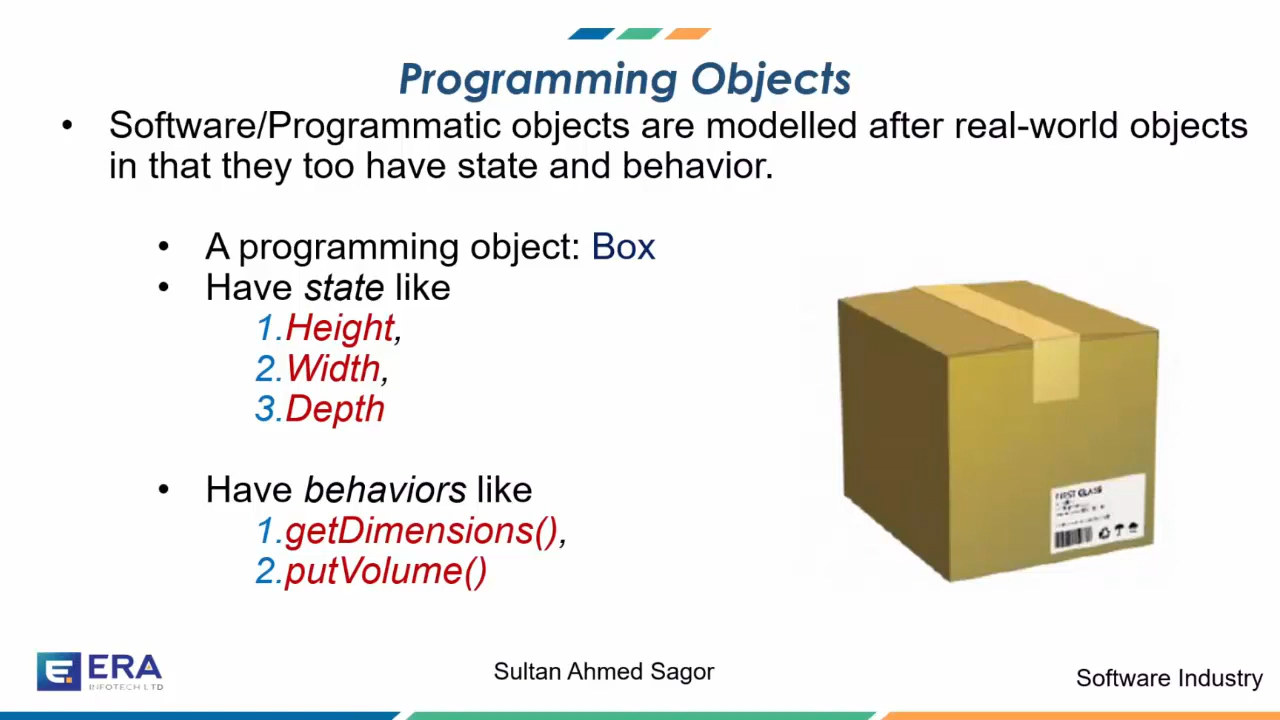 Programming Objects
• Software/Programmatic objects are modelled after real-world objects
in that they too have state and behavior.
• A programming object: Box
• Have state like
1.Height,
2.Width,
3.Depth
• Have behaviors like
1.getDimensions(),
2.putVolume()
FIRST CLASS
ERA
INFOTECH LTD
Sultan Ahmed Sagor
Software Industry